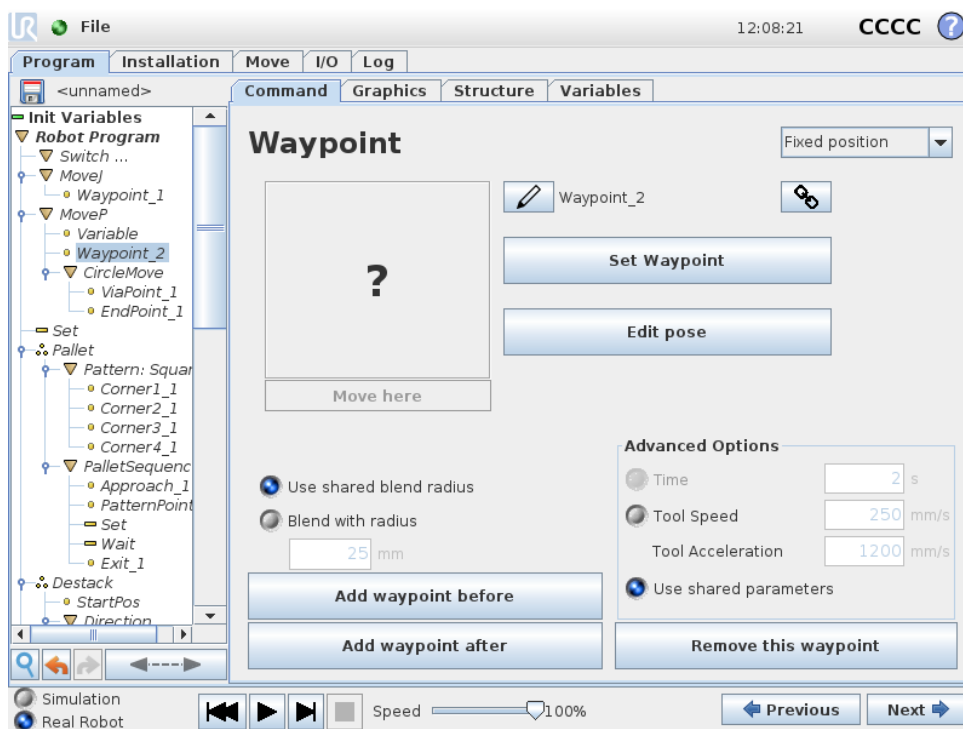 UR File 12:08:21 CCCC ?
Program Installation Move I/O Log
<unnamed> Command Graphics Structure Variables
Init Variables
Robot Program
Switch ...
MoveJ
Waypoint_1
MoveP
Variable
Waypoint_2
CircleMove
ViaPoint_1
EndPoint_1
Set
Pallet
Pattern: Squar
Corner1_1
Corner2_1
Corner3_1
Corner4_1
PalletSequenc
Approach_1
PatternPoint
Set
Wait
Exit_1
Destack
StartPos
Direction
Waypoint
Fixed position
?
Move here
Waypoint_2
Set Waypoint
Edit pose
Use shared blend radius
Blend with radius
25 mm
Advanced Options
Time 2 s
Tool Speed 250 mm/s
Tool Acceleration 1200 mm/s
Use shared parameters
Add waypoint before
Add waypoint after
Remove this waypoint
Simulation
Real Robot
Speed 100%
Previous
Next